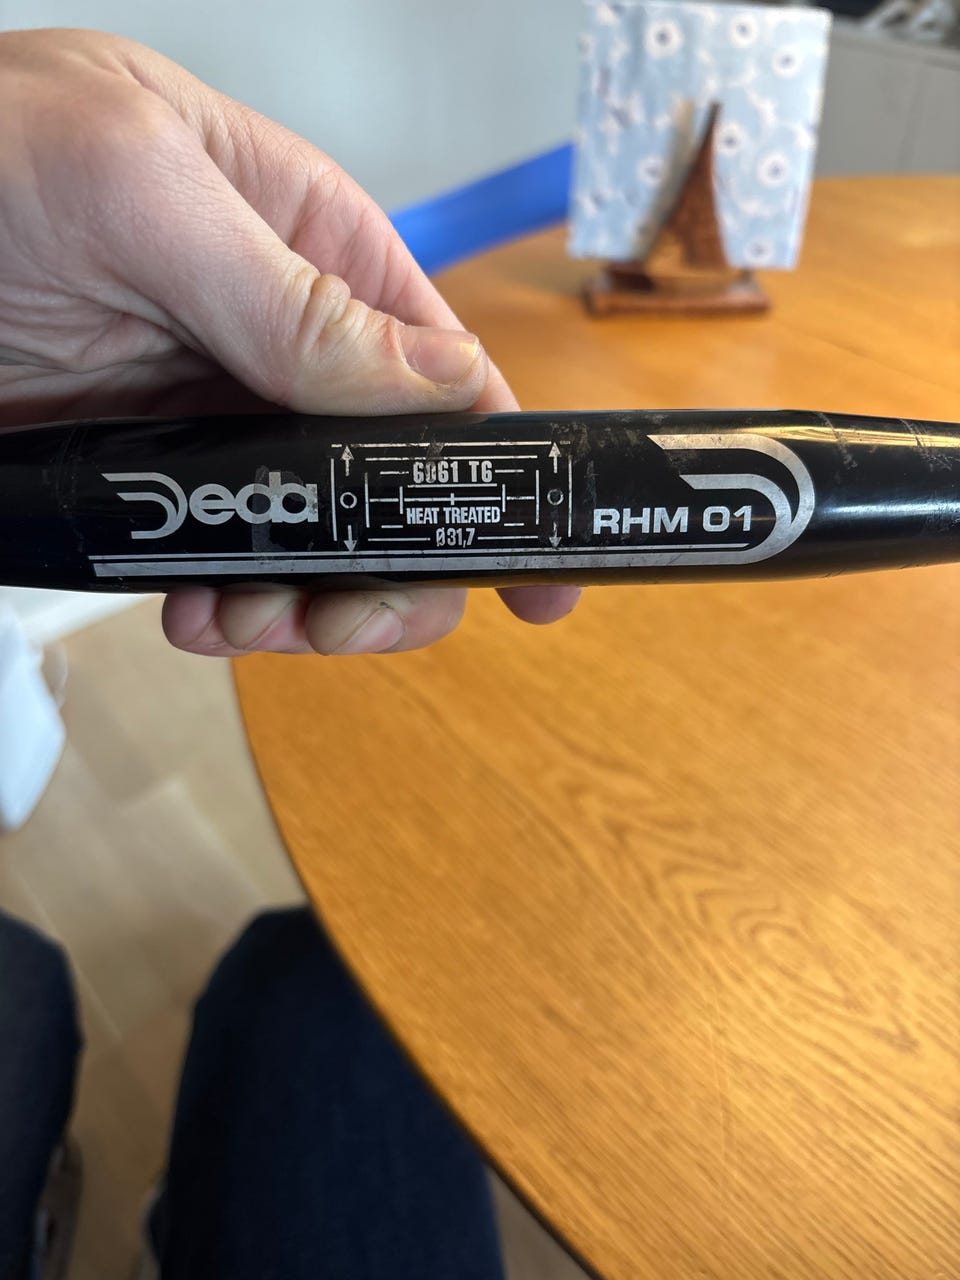 Deda
6061 T6
HEAT TREATED
Ø31,7
RHM 01